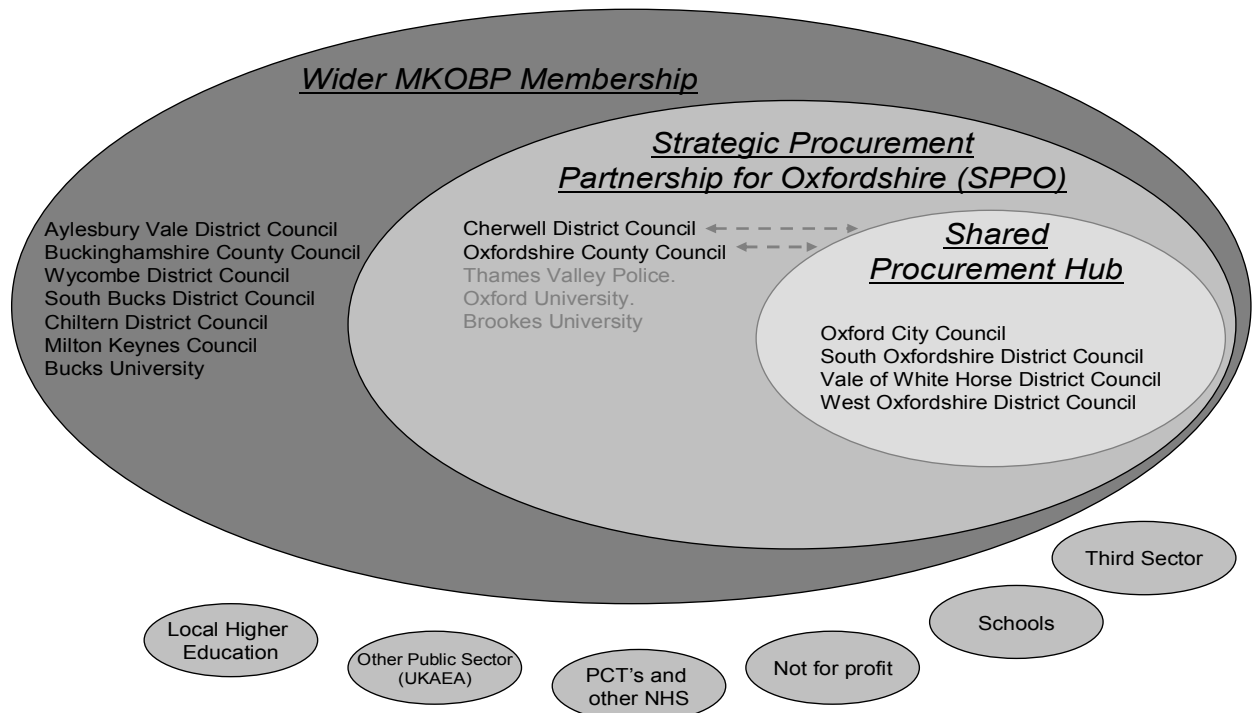 Wider MKOBP Membership
Strategic Procurement
Partnership for Oxfordshire (SPPO)
Shared
Procurement Hub
Aylesbury Vale District Council
Buckinghamshire County Council
Wycombe District Council
South Bucks District Council
Chiltern District Council
Milton Keynes Council
Bucks University
Cherwell District Council
Oxfordshire County Council
Thames Valley Police.
Oxford University.
Brookes University
Oxford City Council
South Oxfordshire District Council
Vale of White Horse District Council
West Oxfordshire District Council
Local Higher
Education
Other Public Sector
(UKAEA)
PCT's and
other NHS
Not for profit
Schools
Third Sector